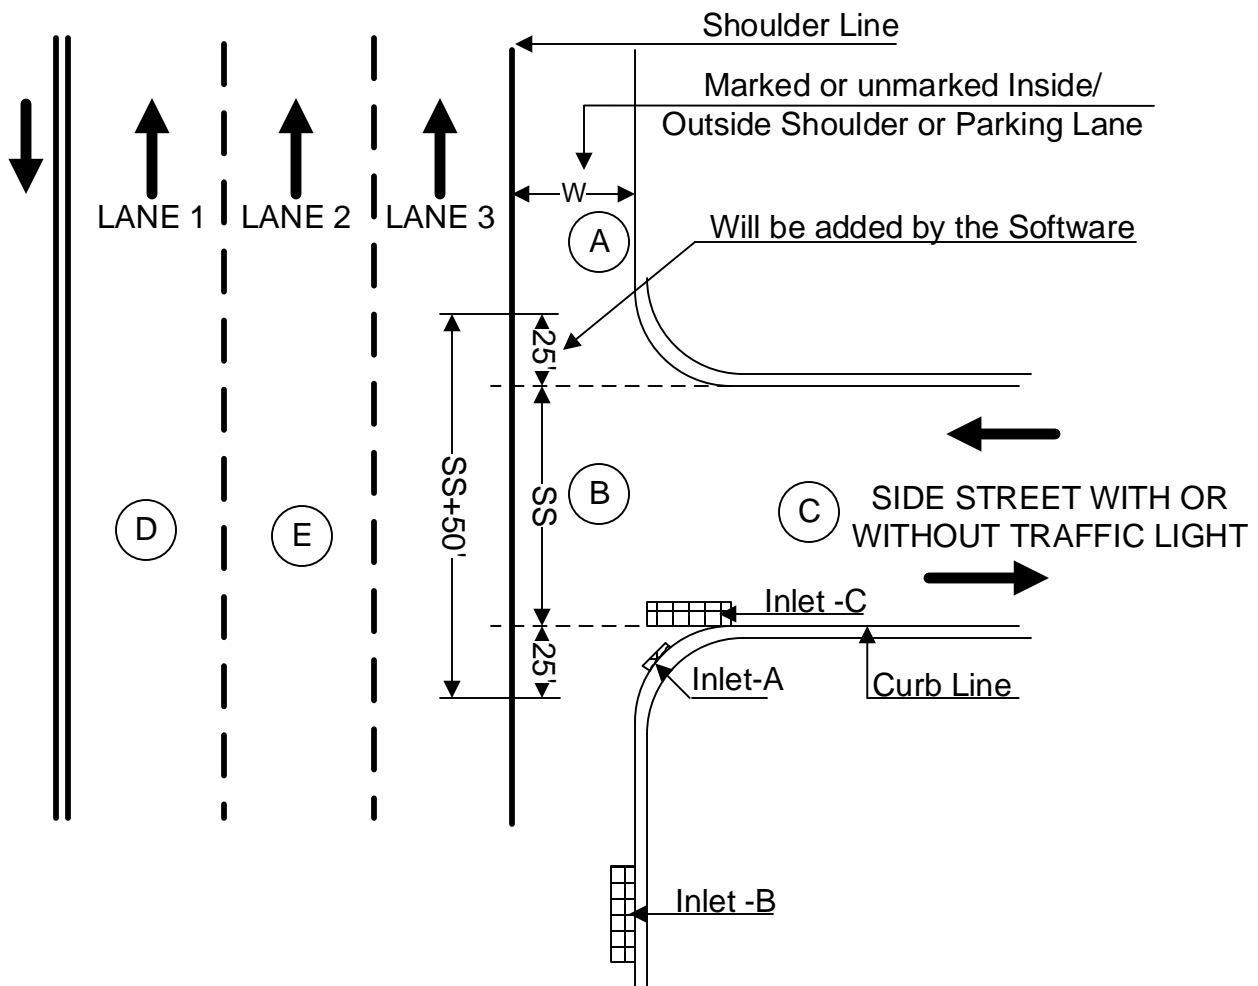 Shoulder Line
Marked or unmarked Inside/
Outside Shoulder or Parking Lane
W
LANE 1
LANE 2
LANE 3
A
Will be added by the Software
25'
SS+50'
SS
B
C
SIDE STREET WITH OR
WITHOUT TRAFFIC LIGHT
D
E
Inlet -C
25'
Inlet-A
Curb Line
Inlet -B